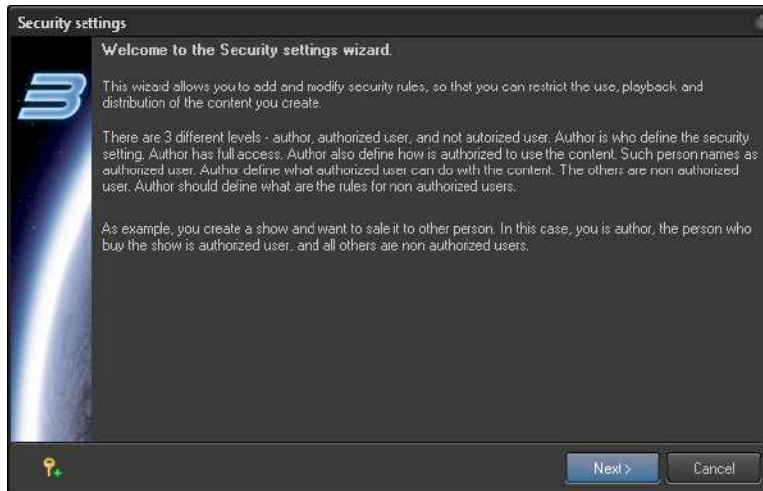 Security settings
Welcome to the Security settings wizard.
This wizard allows you to add and modify security rules, so that you can restrict the use, playback and
distribution of the content you create.
There are 3 different levels - author, authorized user, and not autorized user. Author is who define the security
setting. Author has full access. Author also define how is authorized to use the content. Such person names as
authorized user. Author define what authorized user can do with the content. The others are non authorized
user. Author should define what are the rules for non authorized users.
As example, you create a show and want to sale it to other person. In this case, you is author, the person who
buy the show is authorized user, and all others are non authorized users.
3
Next >
Cancel